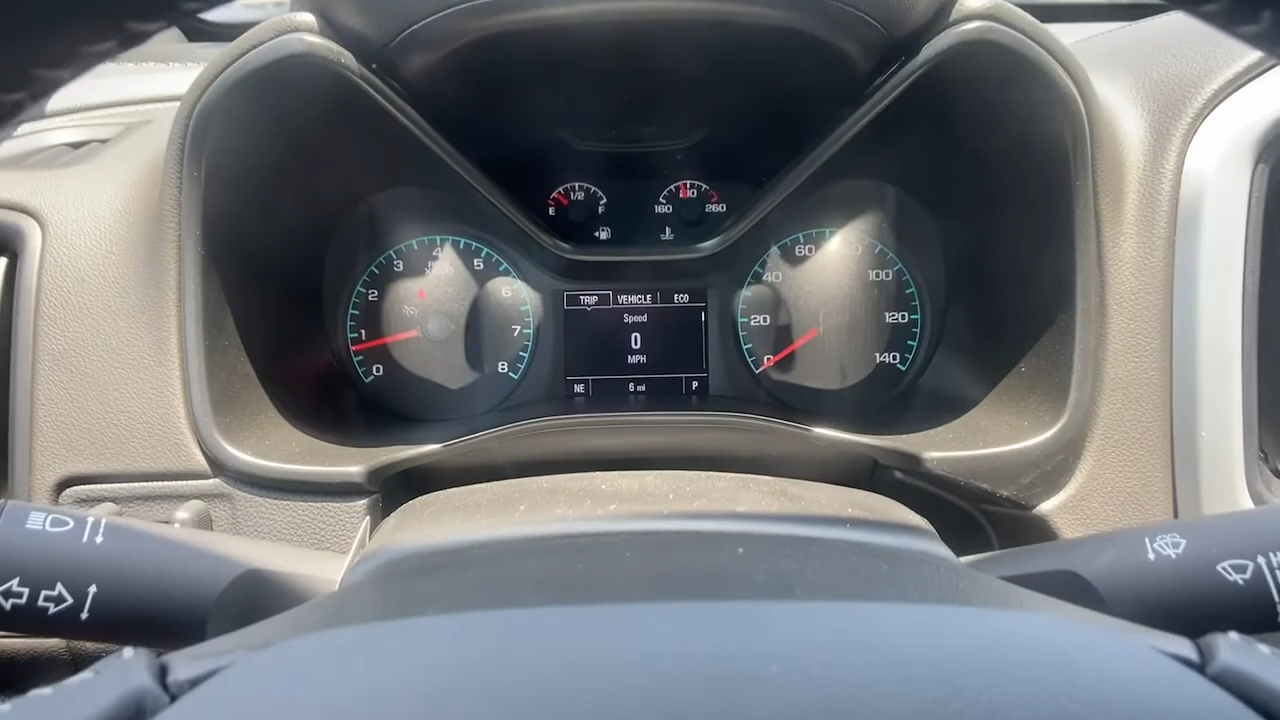 E 1/2 F
160 210 260
0 1 2 3 4 5 6 7 8
TRIP VEHICLE ECO
Speed
0
MPH
NE 6 mi P
0 20 40 60 100 120 140